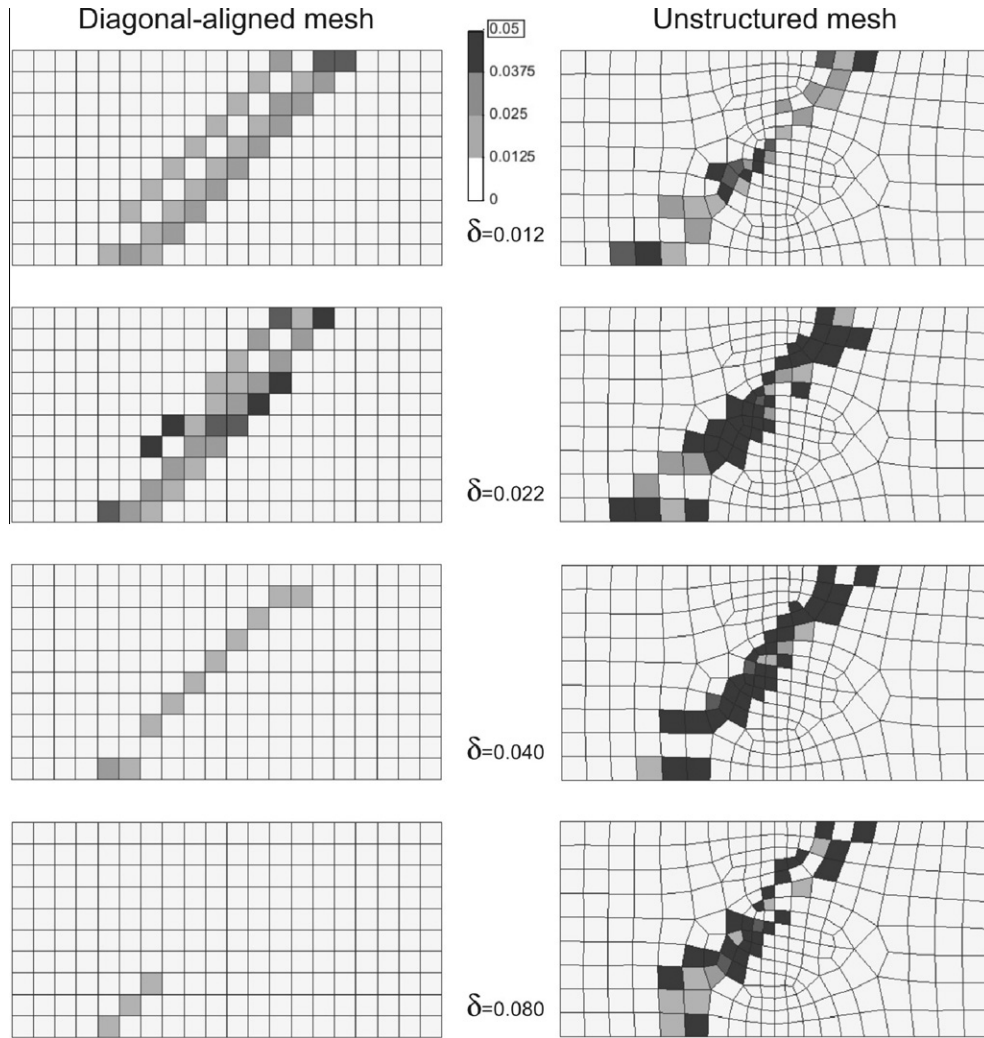 Diagonal-aligned mesh
Unstructured mesh
0.05
0.0375
0.025
0.0125
0
δ=0.012
δ=0.022
δ=0.040
δ=0.080